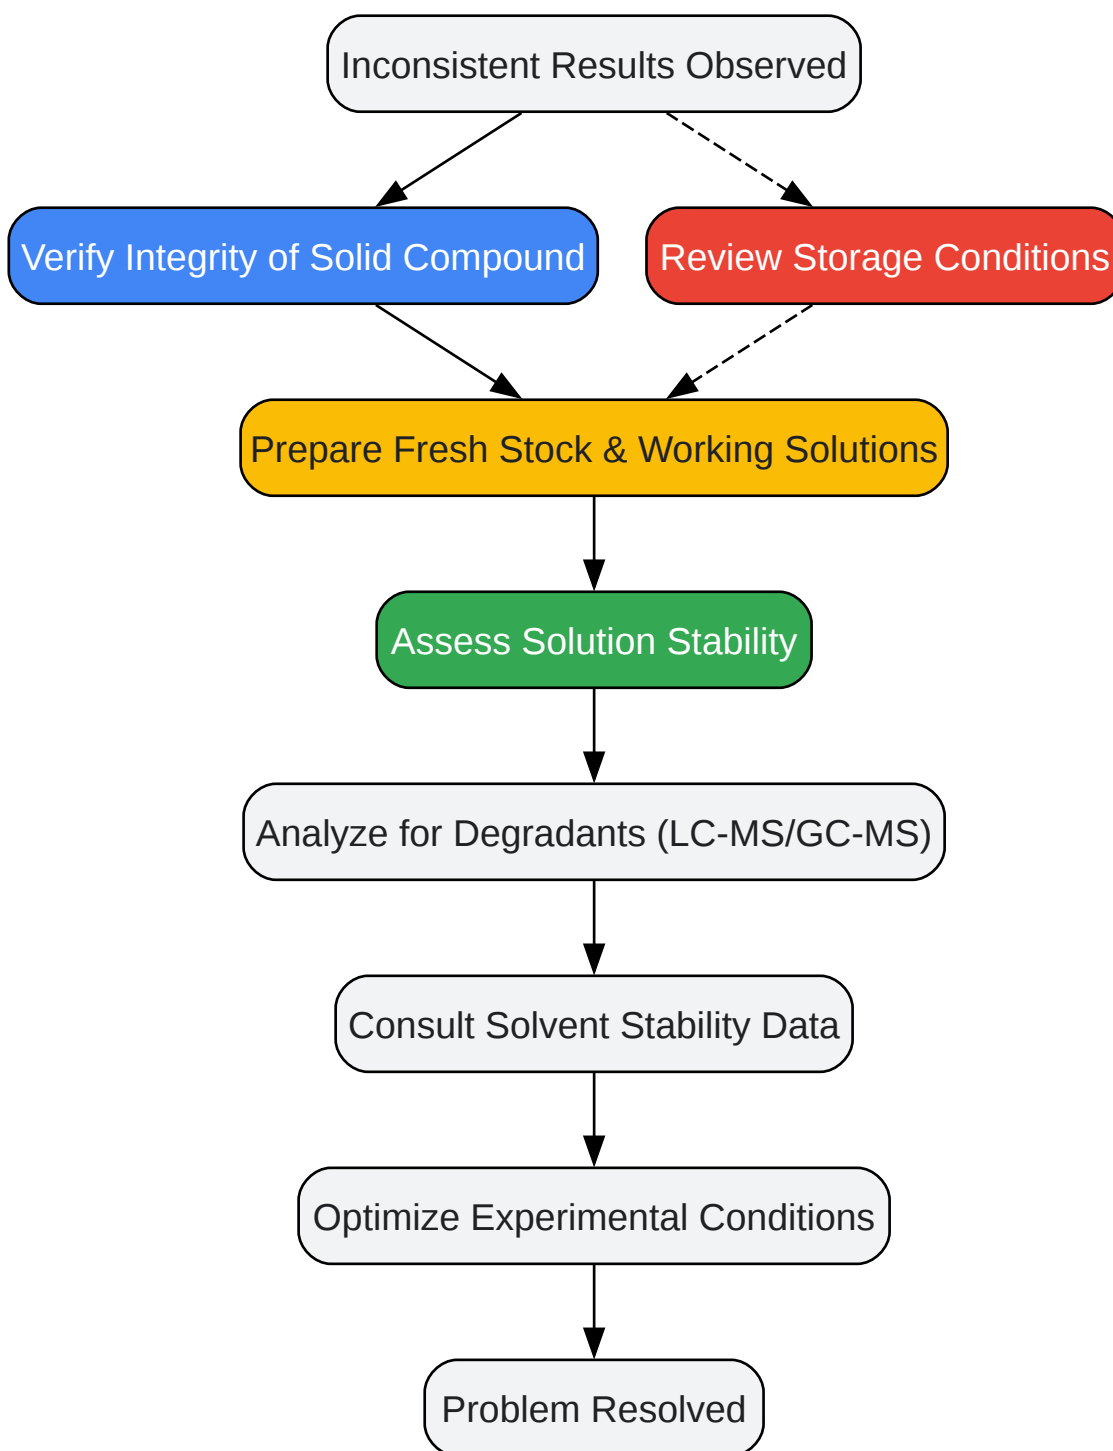 Inconsistent Results Observed
Verify Integrity of Solid Compound
Review Storage Conditions
Prepare Fresh Stock & Working Solutions
Assess Solution Stability
Analyze for Degradants (LC-MS/GC-MS)
Consult Solvent Stability Data
Optimize Experimental Conditions
Problem Resolved